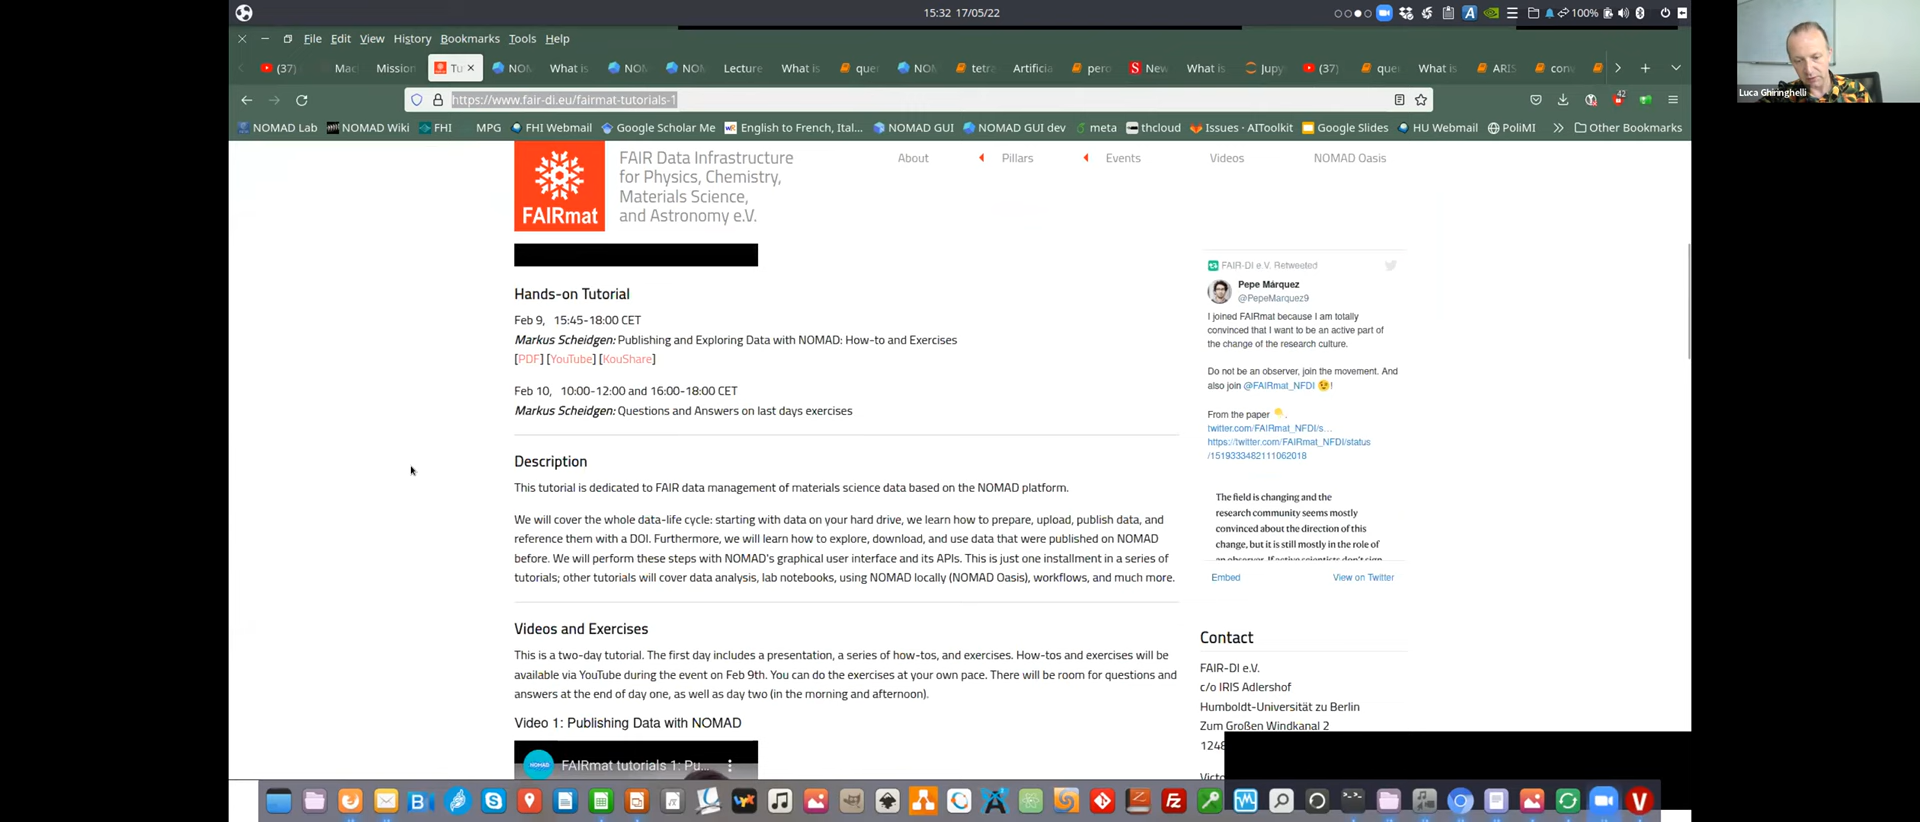 15:32 17/05/22
100%
Luca Ghiringhelli
File Edit View History Bookmarks Tools Help
(37) Mac Mission Tu NON What is NON NON Lecture What is quer NON tetra Artificia pero New What is Jupy (37) quer What is ARIS con
https://www.fair-di.eu/fairmat-tutorials-1
42
NOMAD Lab NOMAD Wiki FHI MPG FHI Webmail Google Scholar Me English to French, Ital... NOMAD GUI NOMAD GUI dev meta thcloud Issues · AIToolkit Google Slides HU Webmail PoliMI Other Bookmarks
FAIRmat
FAIR Data Infrastructure
for Physics, Chemistry,
Materials Science,
and Astronomy e.V.
About Pillars Events Videos NOMAD Oasis
Hands-on Tutorial
Feb 9, 15:45-18:00 CET
Markus Scheidgen: Publishing and Exploring Data with NOMAD: How-to and Exercises
[PDF] [YouTube] [KouShare]
Feb 10, 10:00-12:00 and 16:00-18:00 CET
Markus Scheidgen: Questions and Answers on last days exercises
Description
This tutorial is dedicated to FAIR data management of materials science data based on the NOMAD platform.
We will cover the whole data-life cycle: starting with data on your hard drive, we learn how to prepare, upload, publish data, and
reference them with a DOI. Furthermore, we will learn how to explore, download, and use data that were published on NOMAD
before. We will perform these steps with NOMAD's graphical user interface and its APIs. This is just one installment in a series of
tutorials; other tutorials will cover data analysis, lab notebooks, using NOMAD locally (NOMAD Oasis), workflows, and much more.
Videos and Exercises
This is a two-day tutorial. The first day includes a presentation, a series of how-tos, and exercises. How-tos and exercises will be
available via YouTube during the event on Feb 9th. You can do the exercises at your own pace. There will be room for questions and
answers at the end of day one, as well as day two (in the morning and afternoon).
Video 1: Publishing Data with NOMAD
NOMAD
FAIRmat tutorials 1: Pu...
FAIR-DI e.V. Retweeted
Pepe Márquez
@PepeMarquez9
I joined FAIRmat because I am totally
convinced that I want to be an active part of
the change of the research culture.
Do not be an observer, join the movement. And
also join @FAIRmat_NFDI !
From the paper .
twitter.com/FAIRmat_NFDI/s...
https://twitter.com/FAIRmat_NFDI/status
/1519333482111062018
The field is changing and the
research community seems mostly
convinced about the direction of this
change, but it is still mostly in the role of
an observer. If active scientists don't sign
Embed View on Twitter
Contact
FAIR-DI e.V.
c/o IRIS Adlershof
Humboldt-Universität zu Berlin
Zum Großen Windkanal 2
1248
Victo